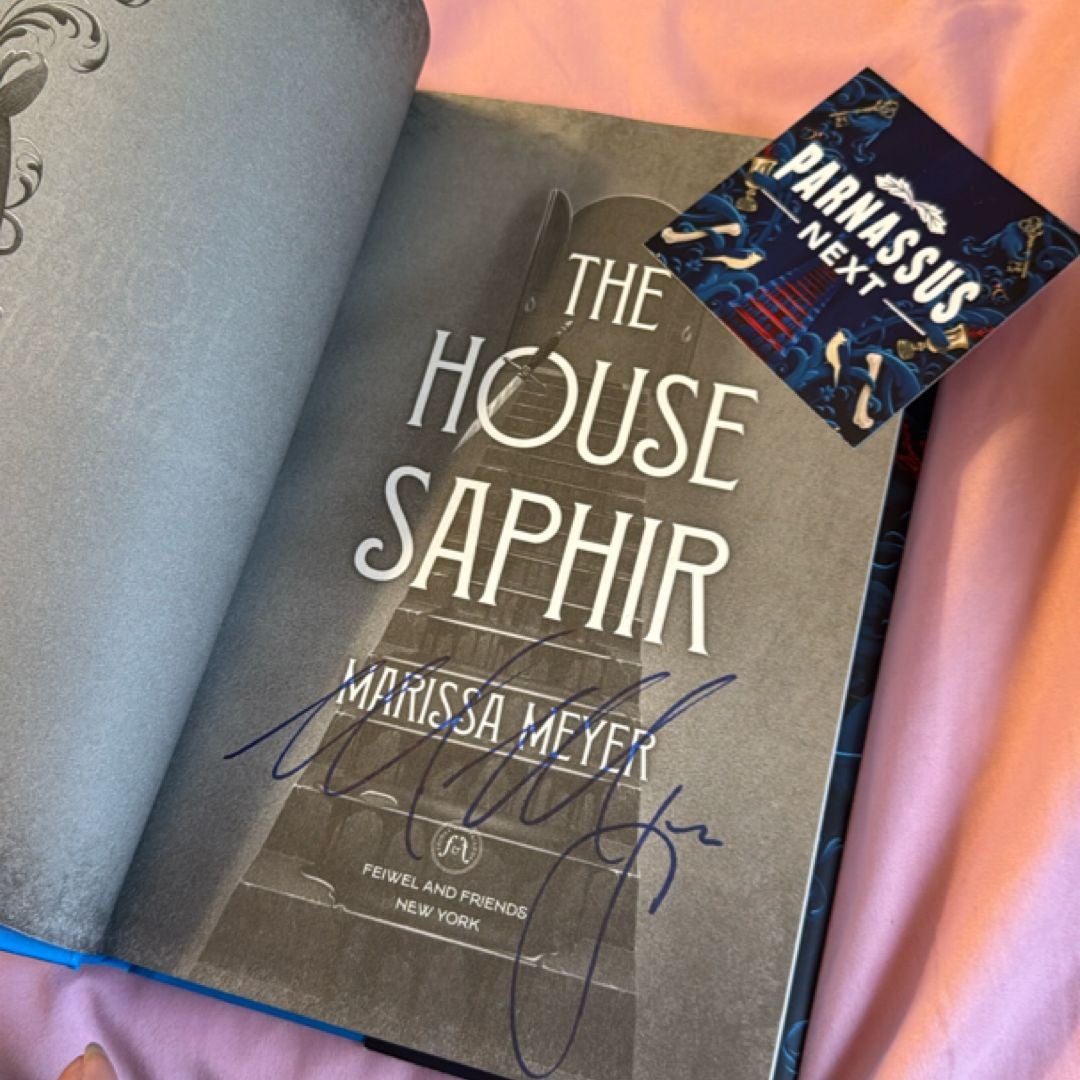 THE
HOUSE
SAPHIR
MARISSA MEYER
FEIWEL AND FRIENDS
NEW YORK
PARNASSUS
NEXT